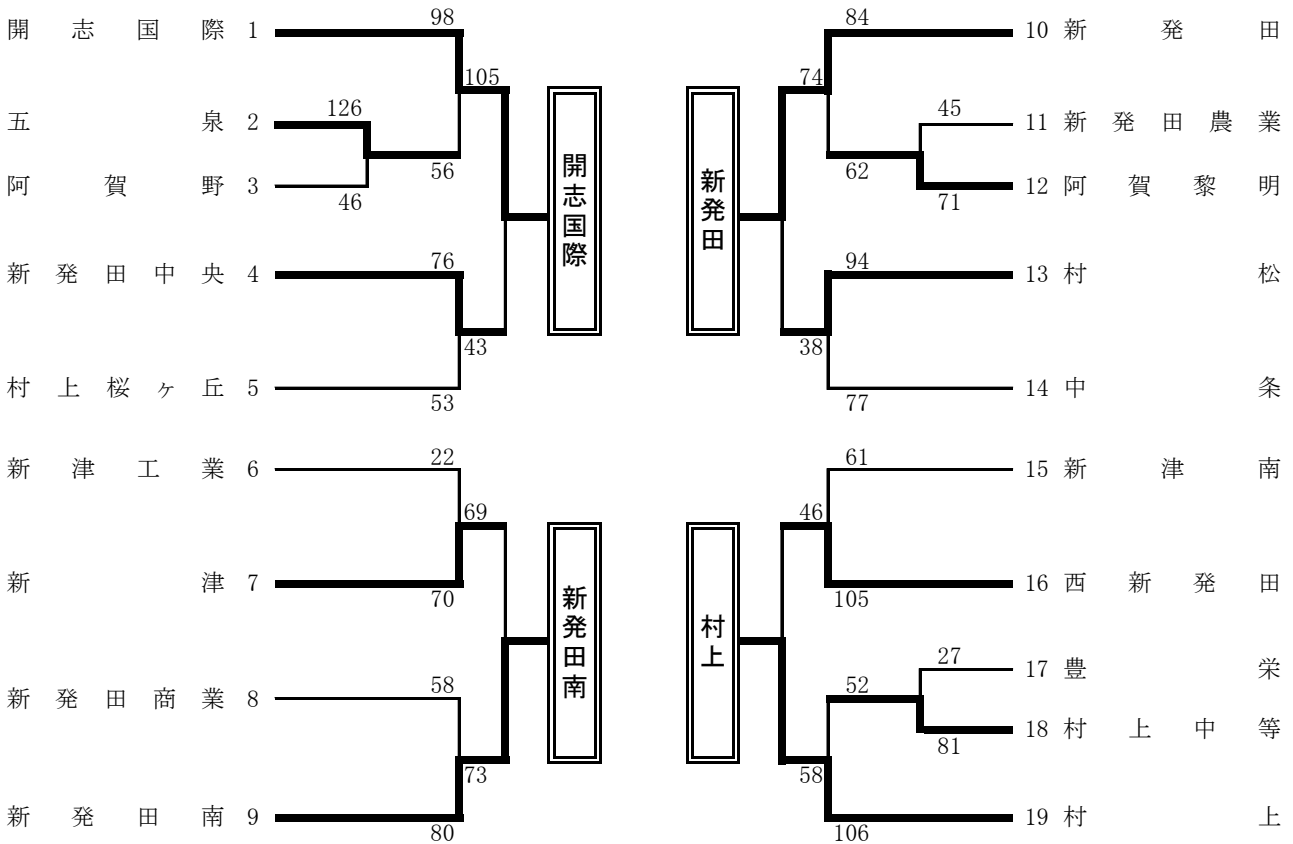 開志国際 1
98
105
五泉 2
126
56
阿賀野 3
46
新発田中央 4
76
43
村上桜ヶ丘 5
53
開志国際
新津工業 6
22
69
新津 7
70
新発田商業 8
58
73
新発田南 9
80
新発田南
84
10 新発田
74
45
11 新発田農業
62
12 阿賀黎明
71
94
13 村松
38
14 中条
77
新発田
61
15 新津南
46
16 西新発田
105
27
17 豊栄
52
18 村上中等
81
58
19 村上
106
村上